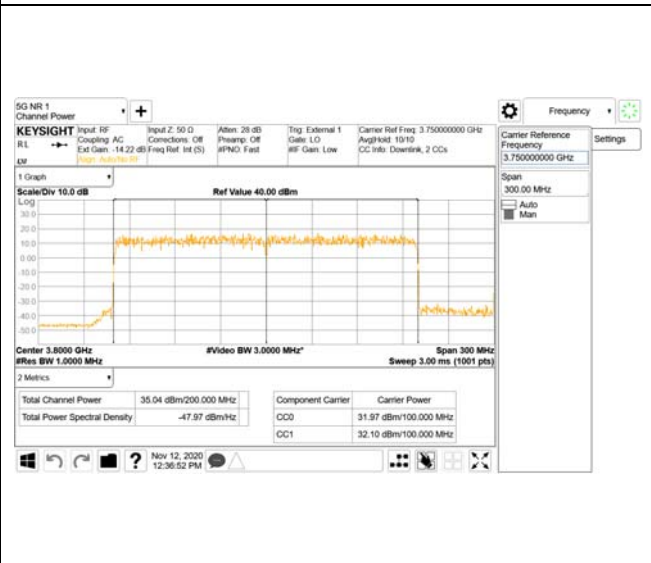 5G NR 1
Channel Power
Frequency
KEYSIGHT
Input: RF
Input Z: 50 Ω
Atten: 28 dB
Trig: External 1
Carrier Ref Freq: 3.750000000 GHz
RL
Coupling: AC
Corrections: Off
Preamp: Off
Gate: LO
Avg|Hold: 10/10
Ext Gain: -14.22 dB
Freq Ref: Int (S)
#PNO: Fast
#IF Gain: Low
CC Info: Downlink, 2 CCs
Align: Auto/No RF
Carrier Reference
Frequency
3.750000000 GHz
Settings
Span
300.00 MHz
Auto
Man
1 Graph
Scale/Div 10.0 dB
Ref Value 40.00 dBm
Log
30.0
20.0
10.0
0.00
-10.0
-20.0
-30.0
-40.0
-50.0
Center 3.8000 GHz
#Video BW 3.0000 MHz*
Span 300 MHz
#Res BW 1.0000 MHz
Sweep 3.00 ms (1001 pts)
2 Metrics
Total Channel Power
35.04 dBm/200.000 MHz
Total Power Spectral Density
-47.97 dBm/Hz
Component Carrier
Carrier Power
CC0
31.97 dBm/100.000 MHz
CC1
32.10 dBm/100.000 MHz
Nov 12, 2020
12:36:52 PM